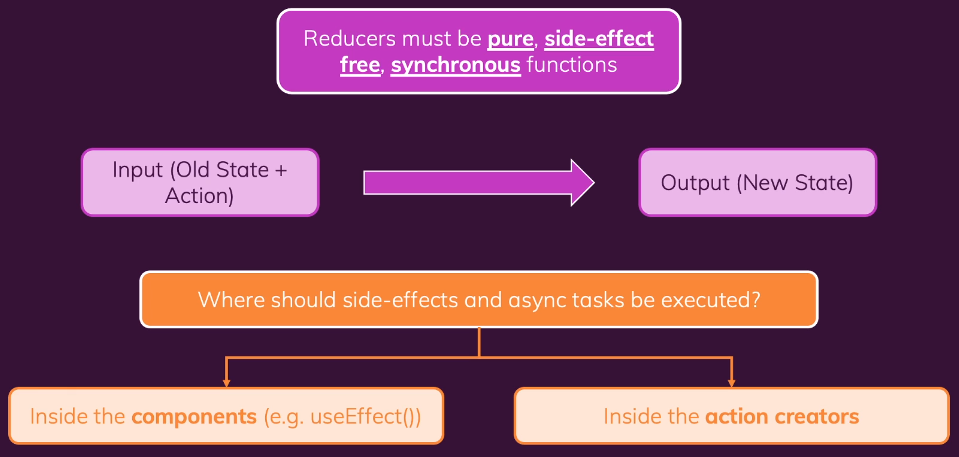 Reducers must be pure, side-effect
free, synchronous functions
Input (Old State +
Action)
Output (New State)
Where should side-effects and async tasks be executed?
Inside the components (e.g. useEffect())
Inside the action creators